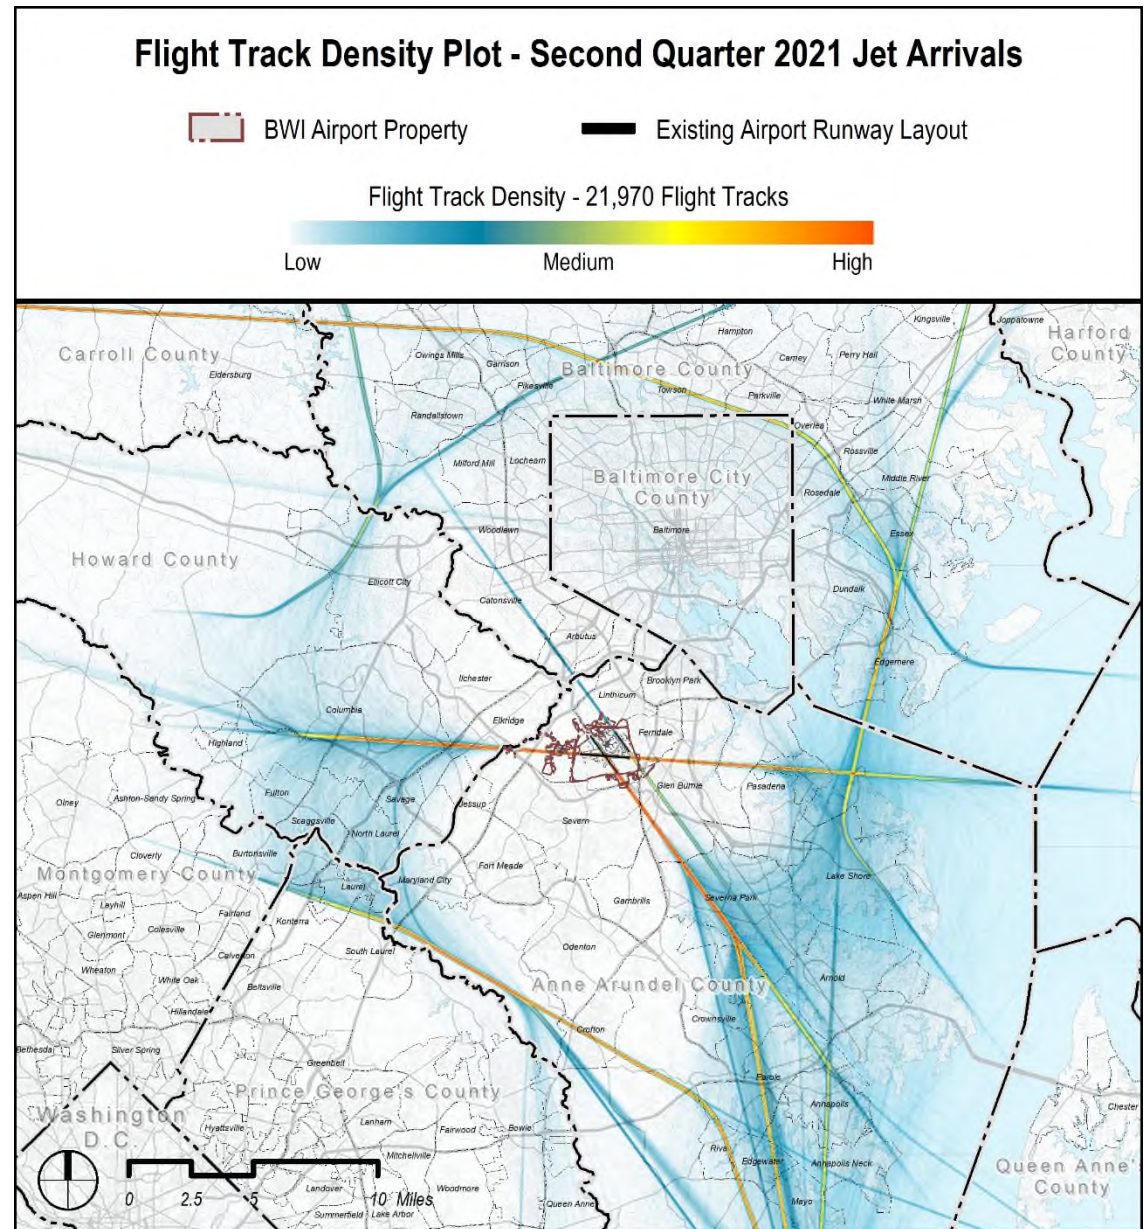 Flight Track Density Plot - Second Quarter 2021 Jet Arrivals
BWI Airport Property
Existing Airport Runway Layout
Flight Track Density - 21,970 Flight Tracks
Low
Medium
High
Kingsville
Joppatowne
Hampton
Harford
County
Carroll County
Owings Mills
Garrison
Carney
Perry Hall
Eldersburg
Baltimore County
Pikesville
Towson
Parkville
White Marsh
Randallstown
Overlea
Rossville
Milford Mill
Lochearn
Baltimore City
County
Middle River
Rosedale
Woodlawn
Baltimore
Essex
Howard County
Ellicott City
Dundalk
Catonsville
Arbutus
Edgemere
Ilchester
Brooklyn Park
Linthicum
Columbia
Elkridge
Ferndale
Highland
Glen Burnie
Pasadena
Olney
Ashton-Sandy Spring
Fulton
Savage
Jessup
Scaggsville
Severn
North Laurel
Cloverly
Burtonsville
Fort Meade
Lake Shore
Montgomery County
Laurel
Maryland City
Aspen Hill
Layhill
Fairland
Konterra
Gambrills
Severna Park
Glenmont
Colesville
South Laurel
Odenton
Calverton
Wheaton
White Oak
Beltsville
Anne Arundel County
Arnold
Hillandale
Crownsville
Crofton
Bethesda
Silver Spring
Greenbelt
Parole
Prince George's County
Washington
D.C.
Annapolis
Chester
Hyattsville
Lanham
Fairwood
Bowie
Riva
Edgewater
Annapolis Neck
Mitchellville
Queen Anne'
County
0
2.5
5
10 Miles
Landover
Woodmore
Queen Anne
Mayo
Summerfield
Lake Arbor